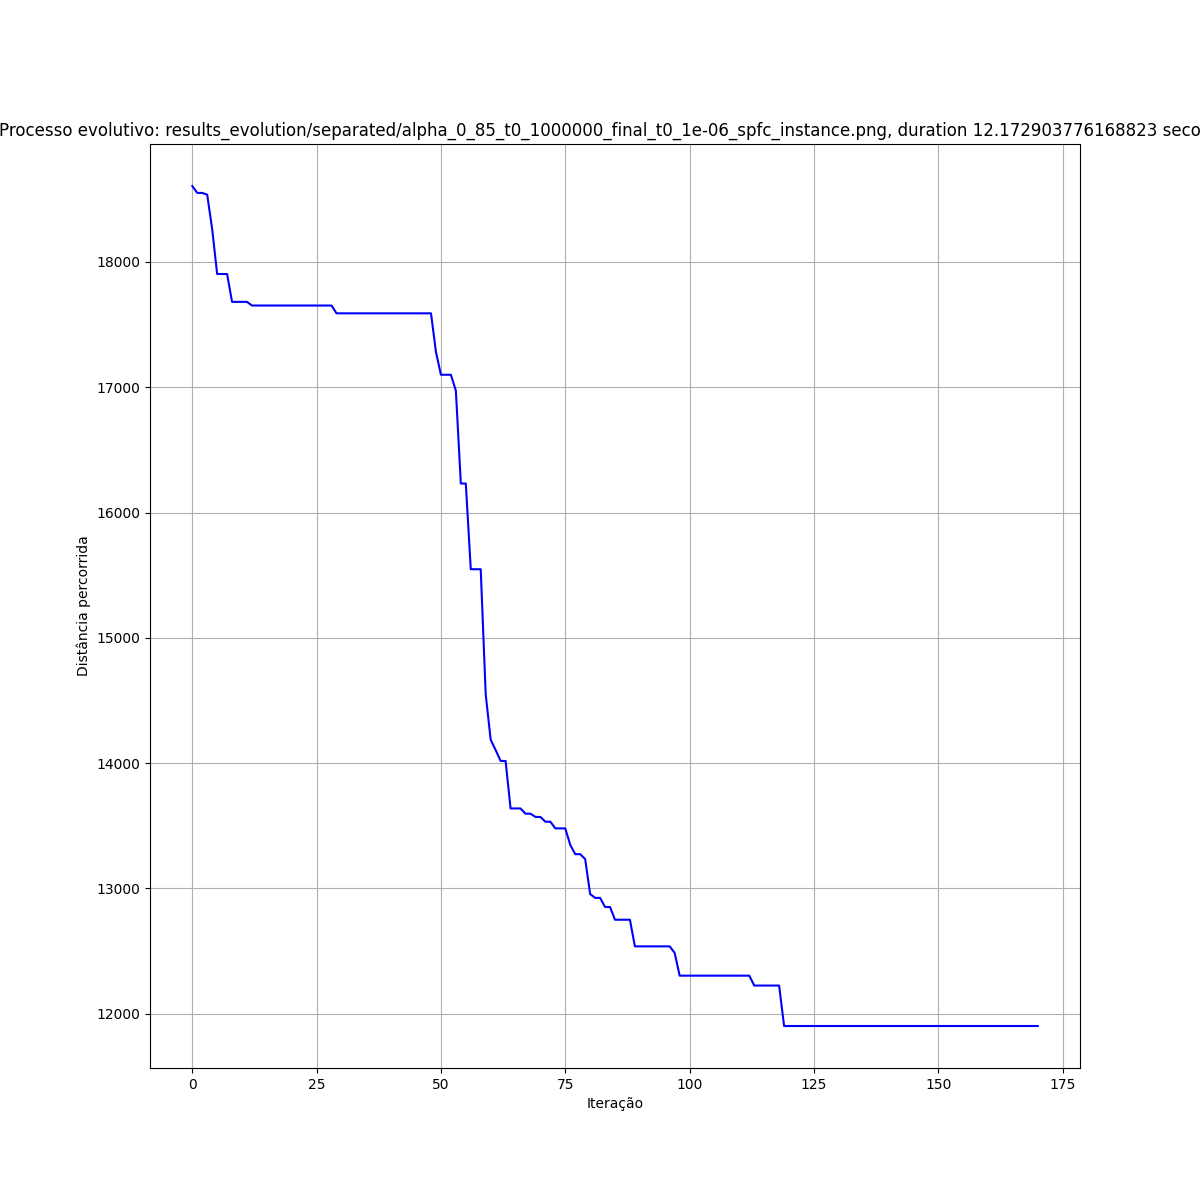 Processo evolutivo: results_evolution/separated/alpha_0_85_t0_1000000_final_t0_1e-06_spfc_instance.png, duration 12.172903776168823 seco
18000
17000
16000
15000
14000
13000
12000
Distância percorrida
0 25 50 75 100 125 150 175
Iteração